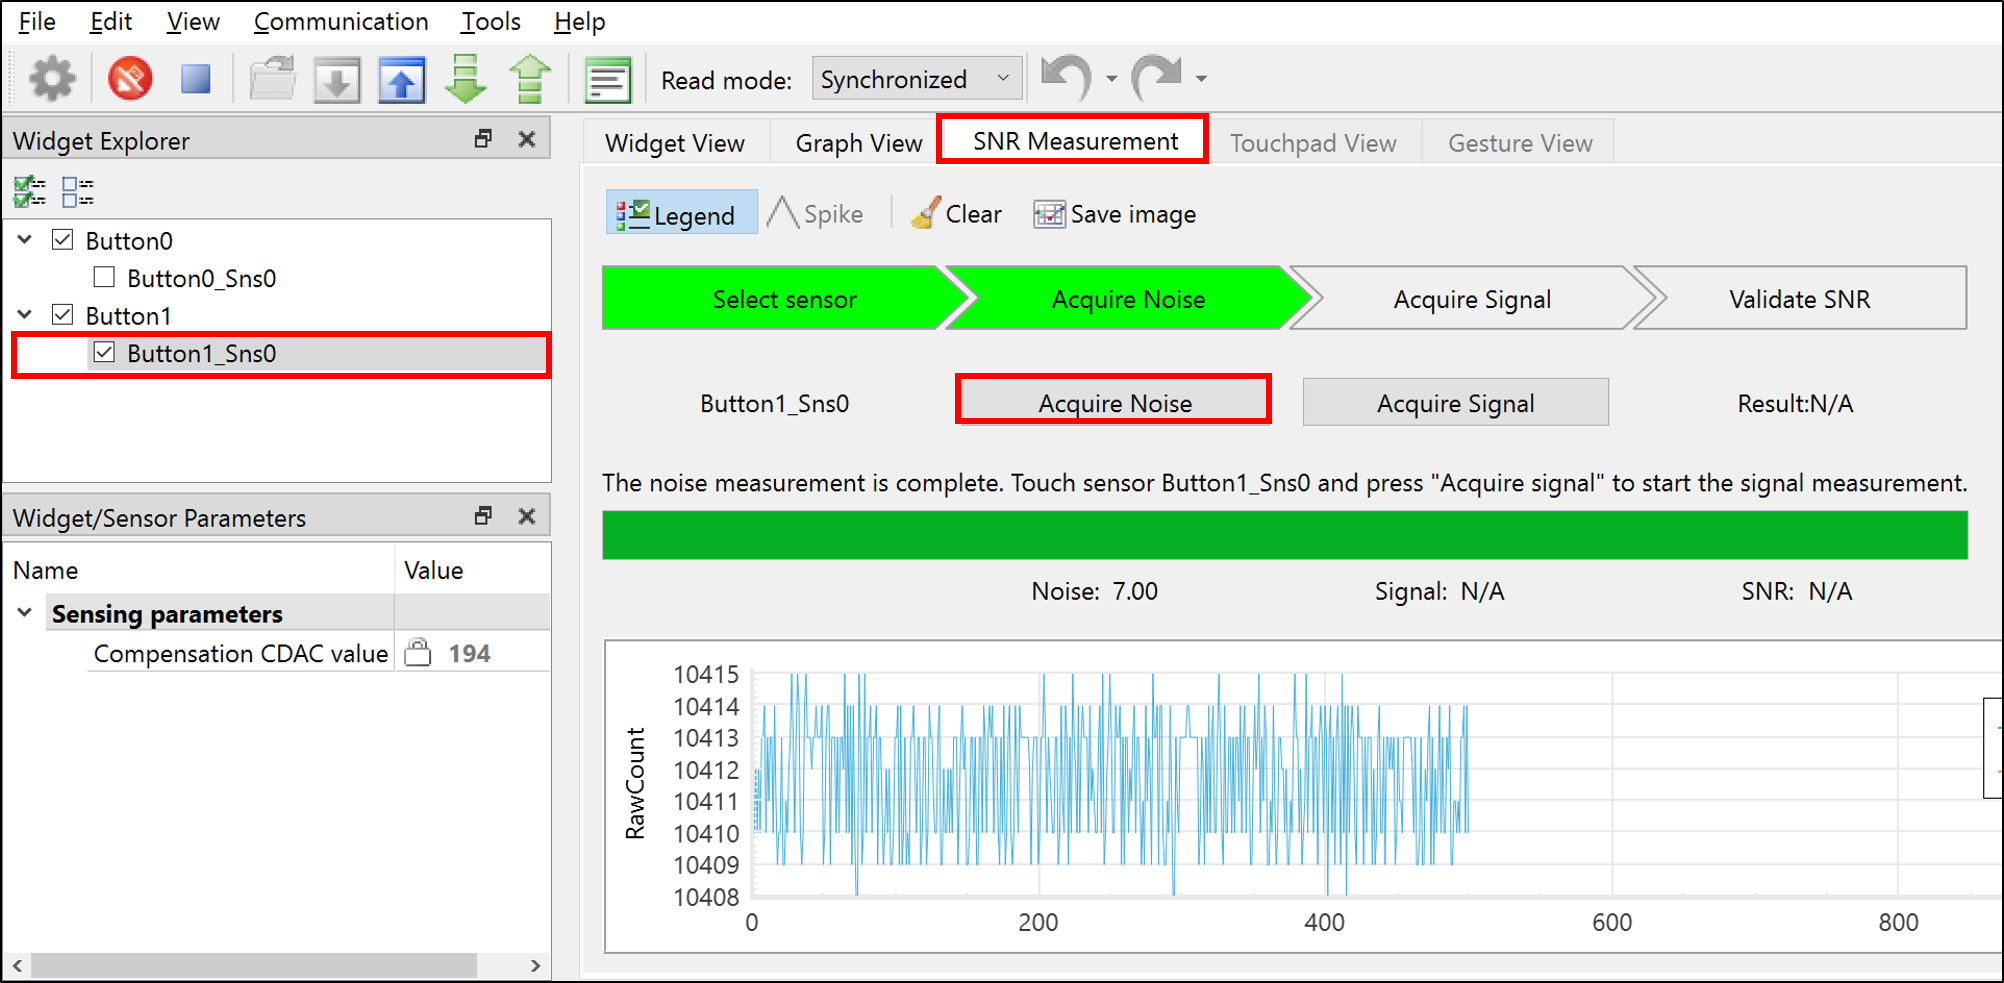 File Edit View Communication Tools Help
Read mode: Synchronized
Widget Explorer
Button0
Button0_Sns0
Button1
Button1_Sns0
Widget/Sensor Parameters
Name Value
Sensing parameters
Compensation CDAC value 194
Widget View Graph View SNR Measurement Touchpad View Gesture View
Legend Spike Clear Save image
Select sensor Acquire Noise Acquire Signal Validate SNR
Button1_Sns0 Acquire Noise Acquire Signal Result:N/A
The noise measurement is complete. Touch sensor Button1_Sns0 and press "Acquire signal" to start the signal measurement.
Noise: 7.00 Signal: N/A SNR: N/A
RawCount
10415
10414
10413
10412
10411
10410
10409
10408
0 200 400 600 800